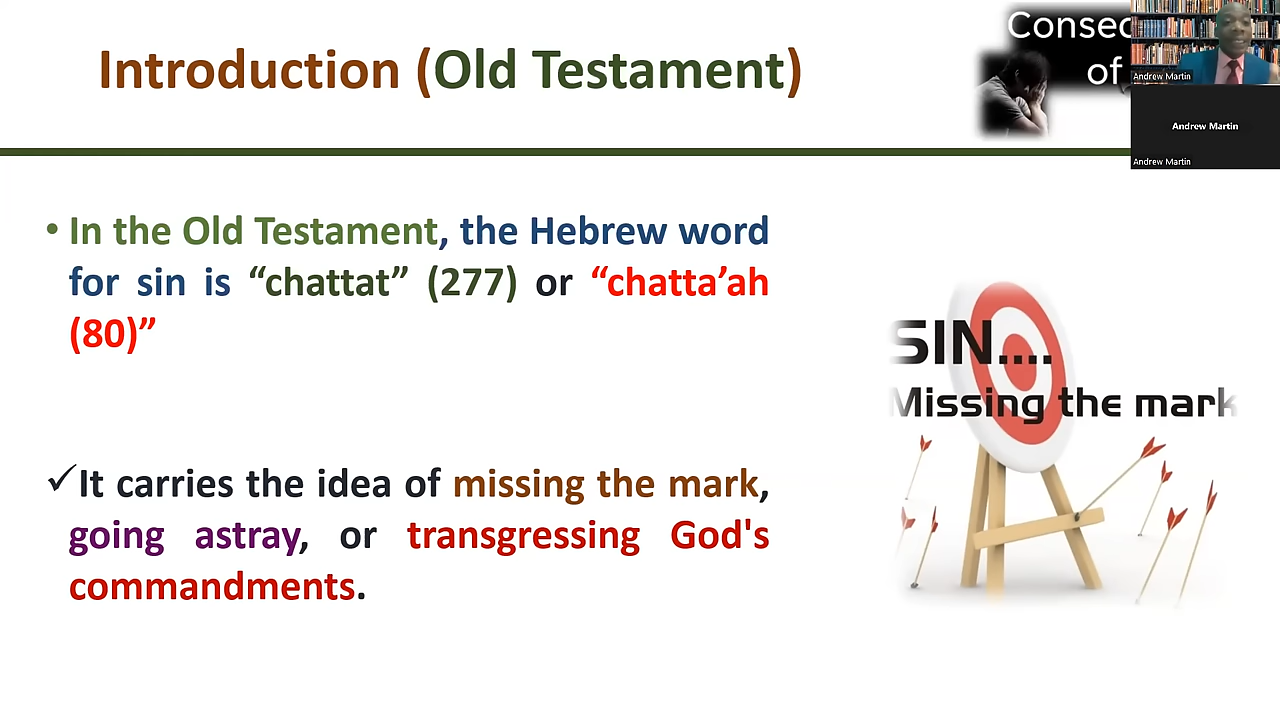 Introduction (Old Testament)
Consec
of
Andrew Martin
Andrew Martin
Andrew Martin
• In the Old Testament, the Hebrew word
for sin is “chattat” (277) or “chatta’ah
(80)”
SIN....
Missing the mark
✓It carries the idea of missing the mark,
going astray, or transgressing God's
commandments.